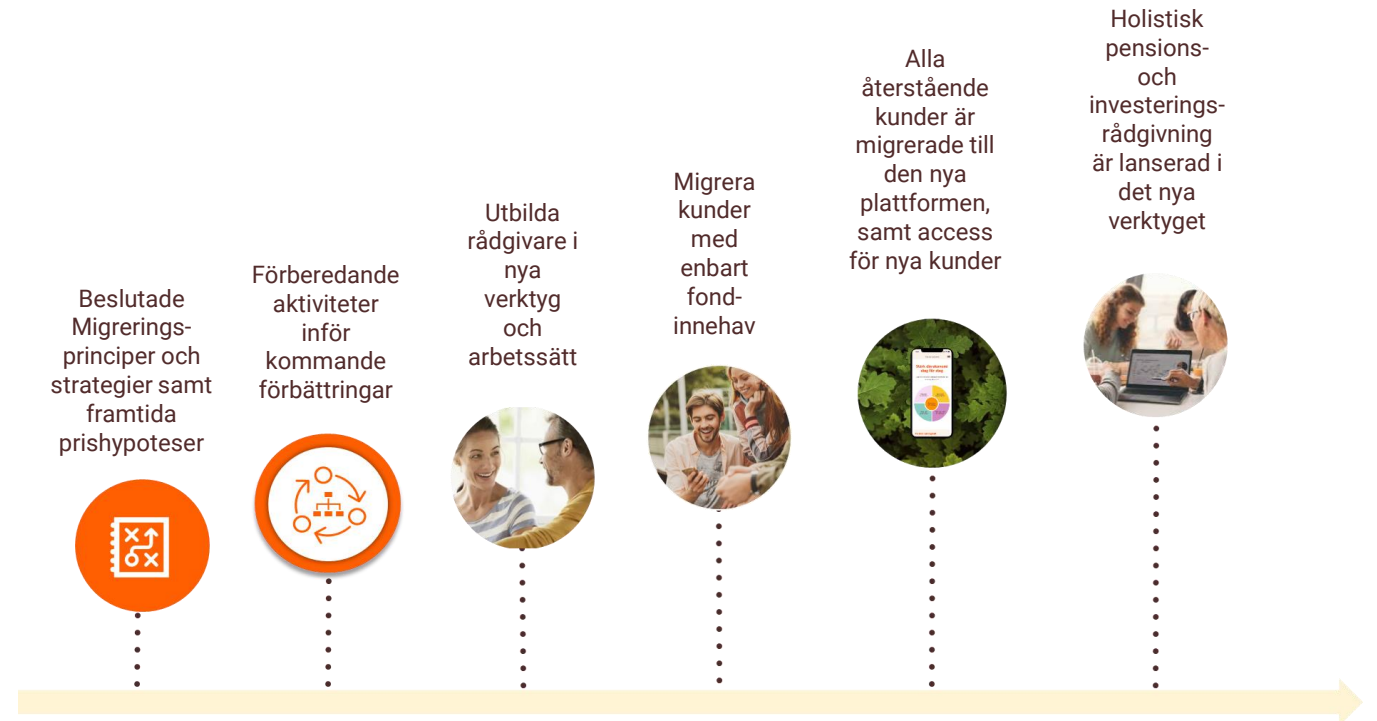 Beslutade
Migrerings-
principer och
strategier samt
framtida
prishypoteser
Förberedande
aktiviteter
inför
kommande
förbättringar
Utbilda
rådgivare i
nya
verktyg
och
arbetssätt
Migrera
kunder
med
enbart
fond-
innehav
Alla
återstående
kunder är
migrerade till
den nya
plattformen,
samt access
för nya kunder
Holistisk
pensions-
och
investerings-
rådgivning
är lanserad i
det nya
verktyget